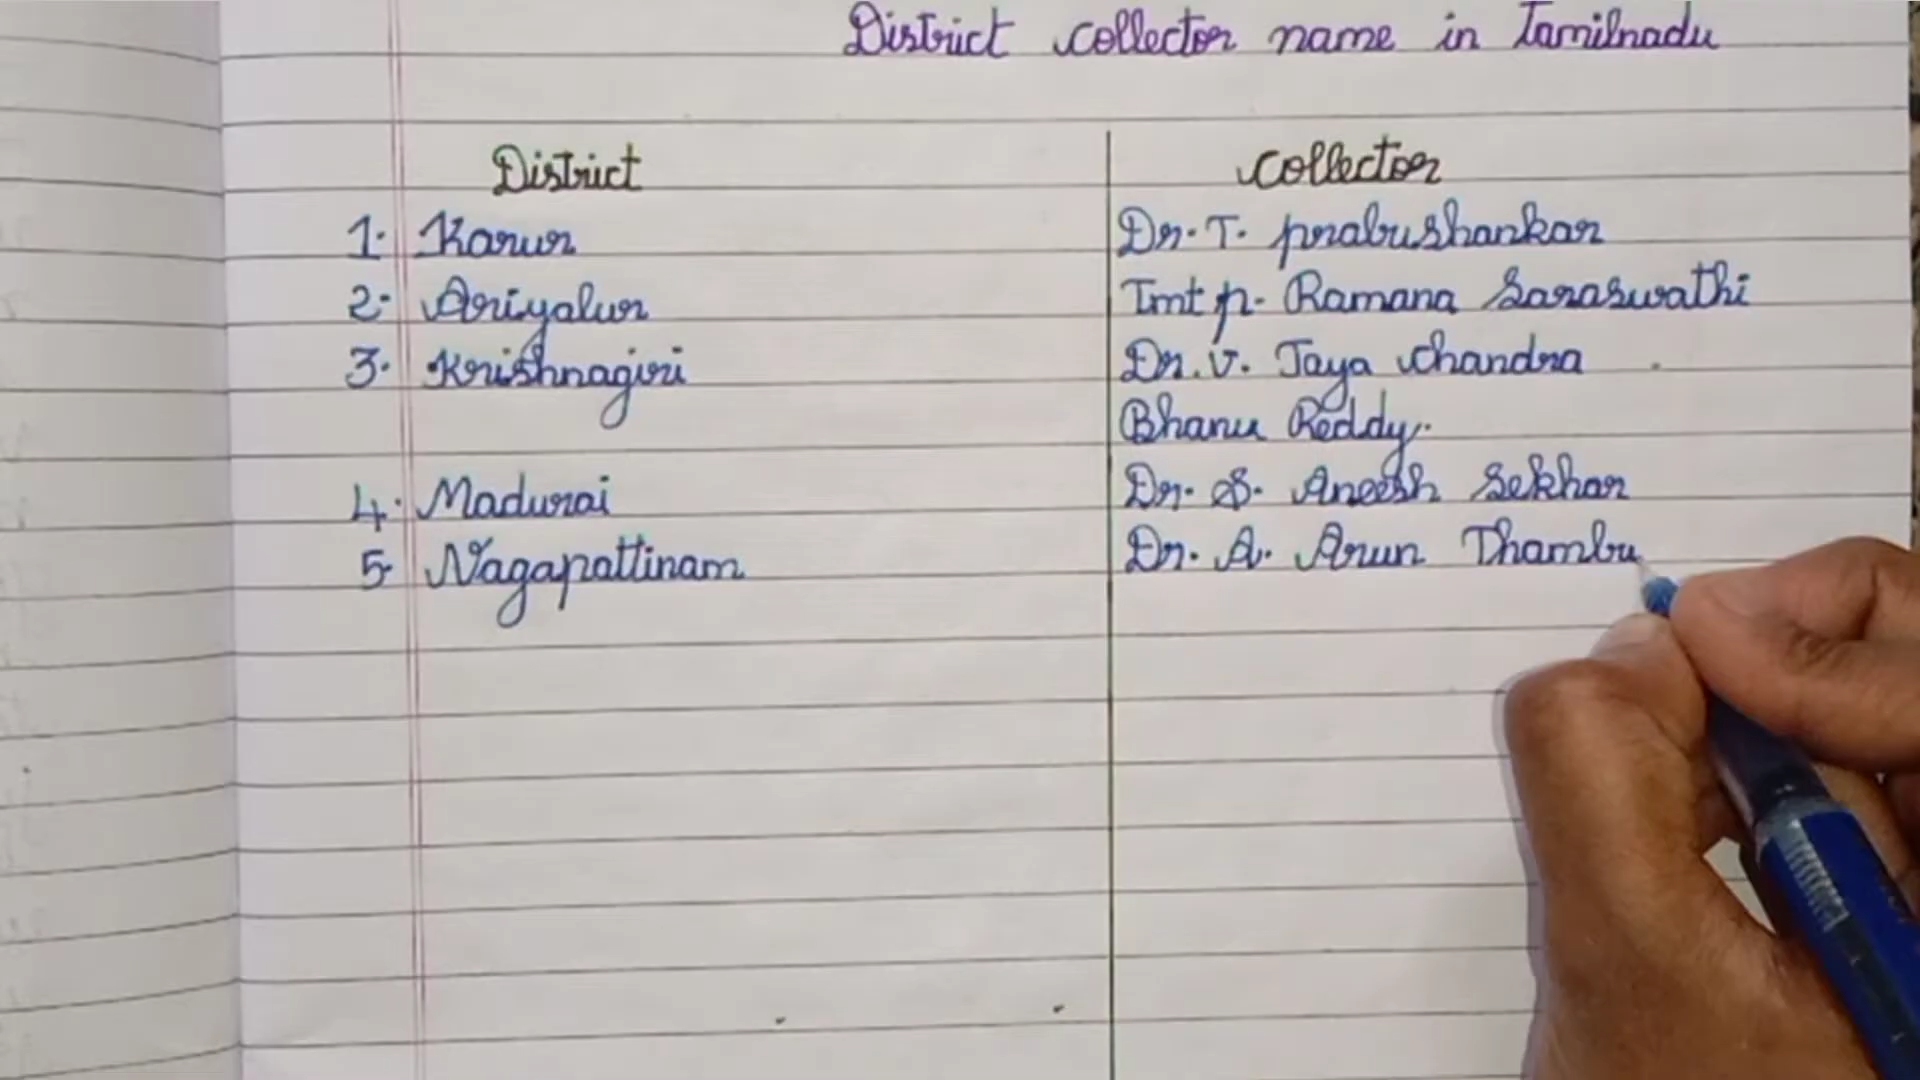 District collector name in Tamilnadu
District collector
1. Karur Dr. T. prabushankar
2. Ariyalur Tmt p. Ramana Saraswathi
3. Krishnagiri Dr. V. Jaya Chandra
Bhanu Reddy.
4. Madurai Dr. S. Aneesh Sekhar
5. Nagapattinam Dr. A. Arun Thambu